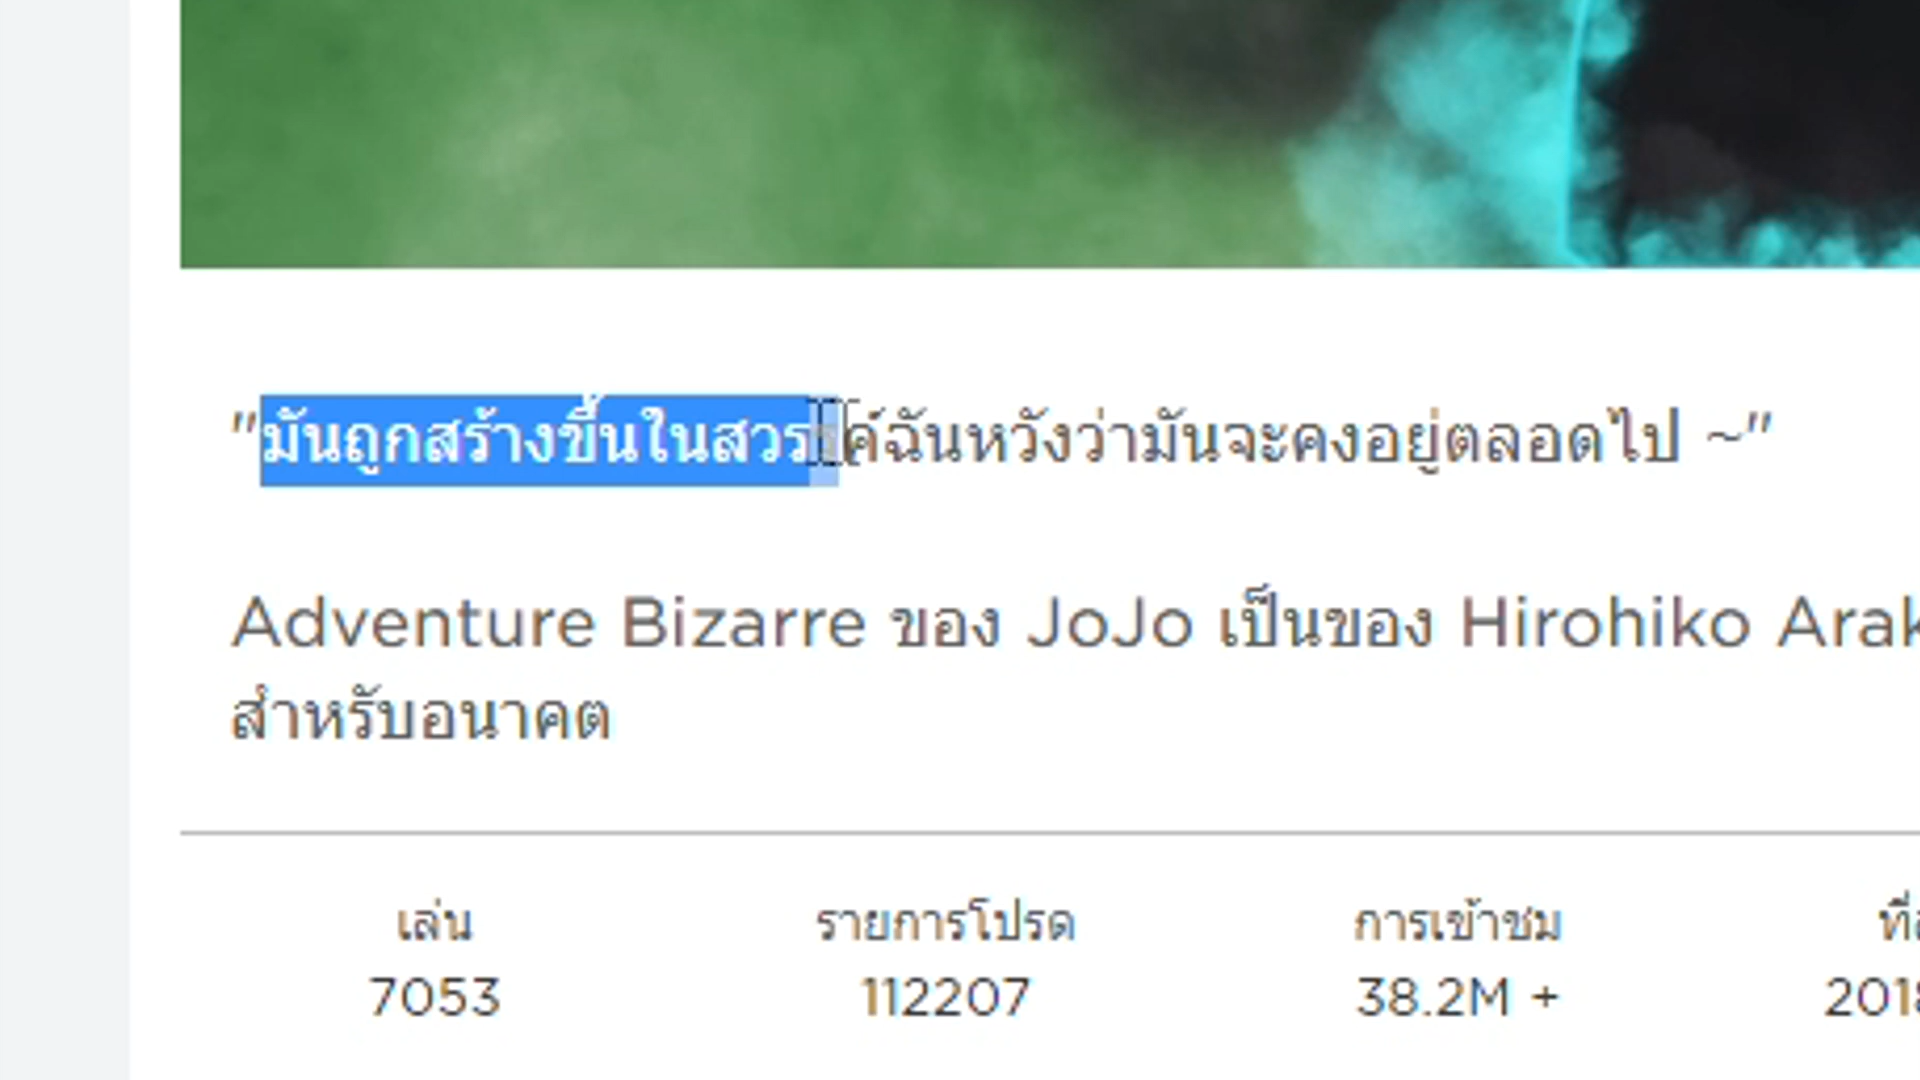 "มันถูกสร้างขึ้นในสวรรค์ฉันหวังว่ามันจะคงอยู่ตลอดไป ~"
Adventure Bizarre ของ JoJo เป็นของ Hirohiko
สำหรับอนาคต
เล่น รายการโปรด การเข้าชม
7053 112207 38.2M +